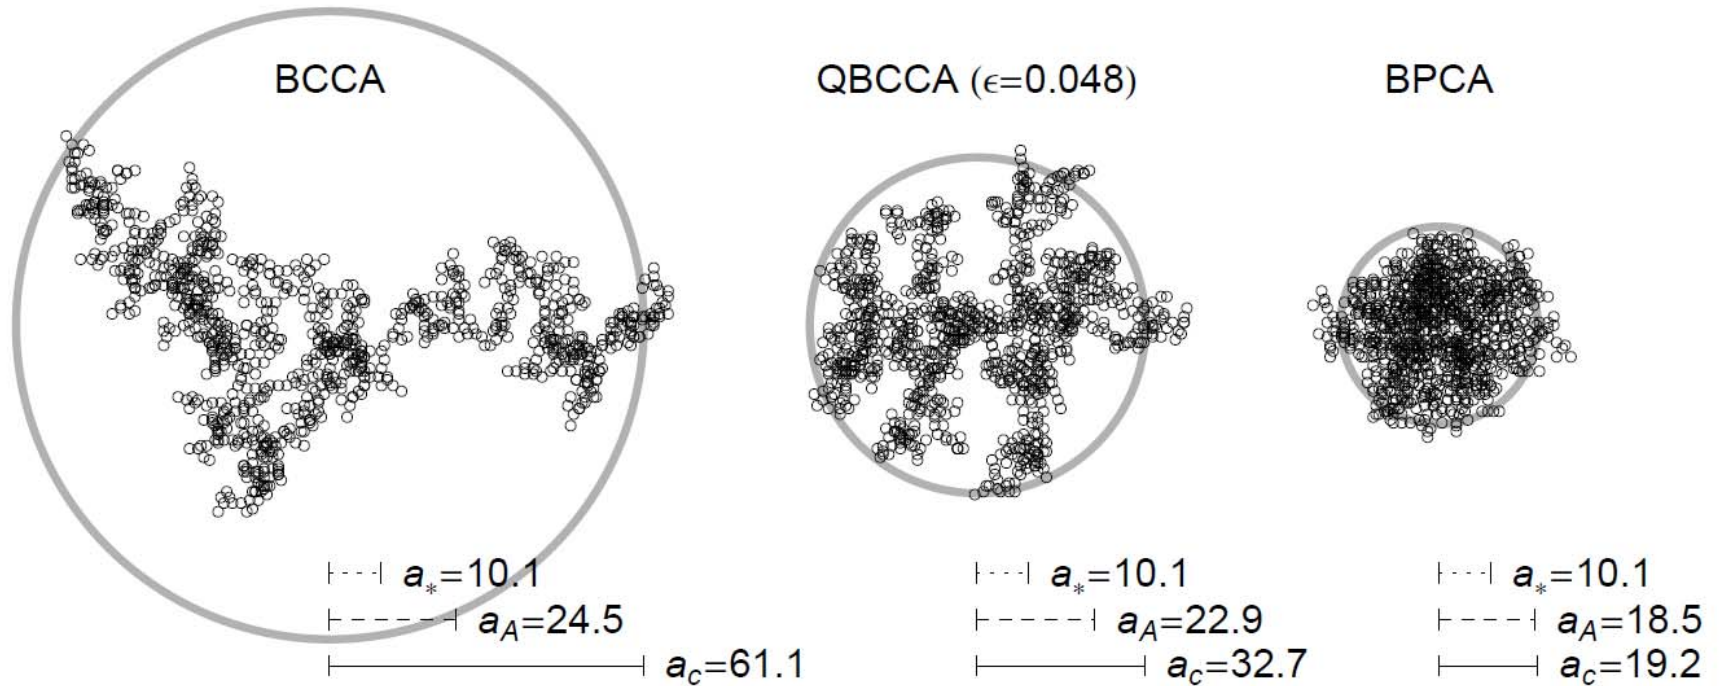 BCCA
QBCCA (ϵ=0.048)
BPCA
a*=10.1
a*=10.1
a*=10.1
aA=24.5
aA=22.9
aA=18.5
ac=61.1
ac=32.7
ac=19.2